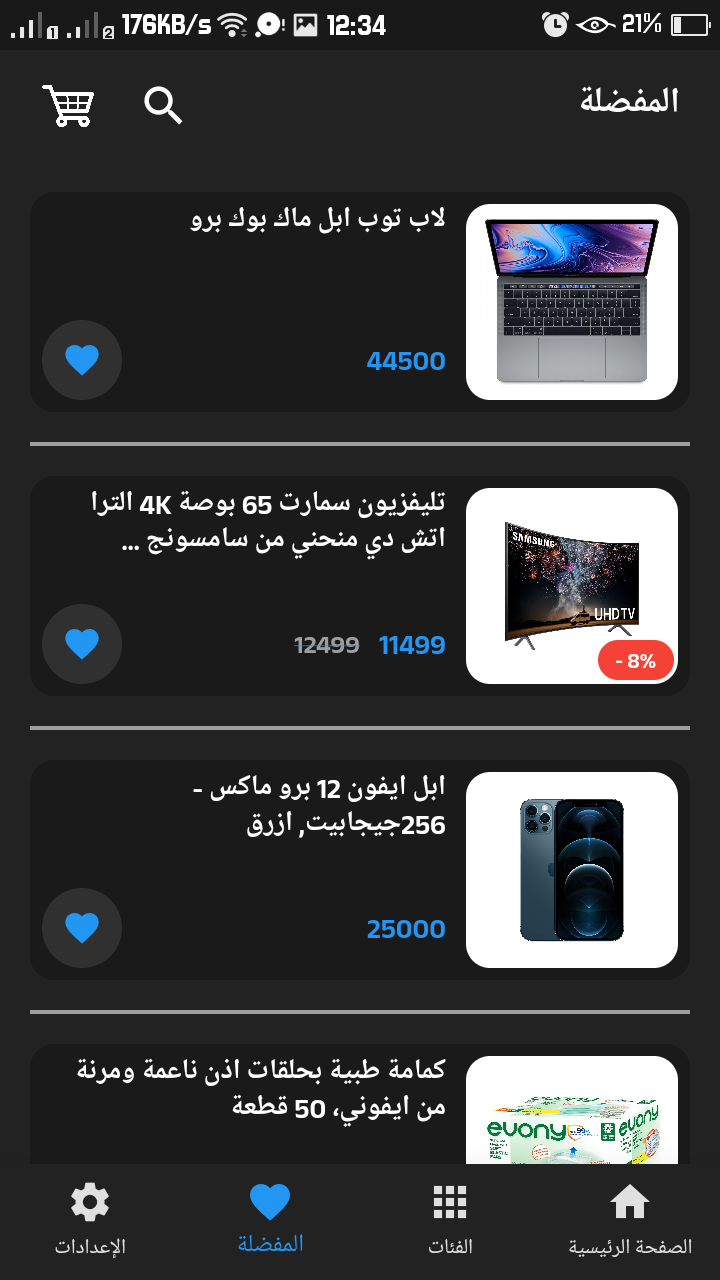 1 2 176KB/s 12:34 21%
المفضلة
لاب توب ابل ماك بوك برو
44500
تليفزيون سمارت 65 بوصة 4K الترا
اتش دي منحني من سامسونج ...
11499 12499
SAMSUNG
UHDTV
- 8%
ابل ايفون 12 برو ماكس -
256جيجابيت, ازرق
25000
كمامة طبية بحلقات اذن ناعمة ومرنة
من ايفوني، 50 قطعة
evony
evony
الصفحة الرئيسية
الفئات
المفضلة
الإعدادات